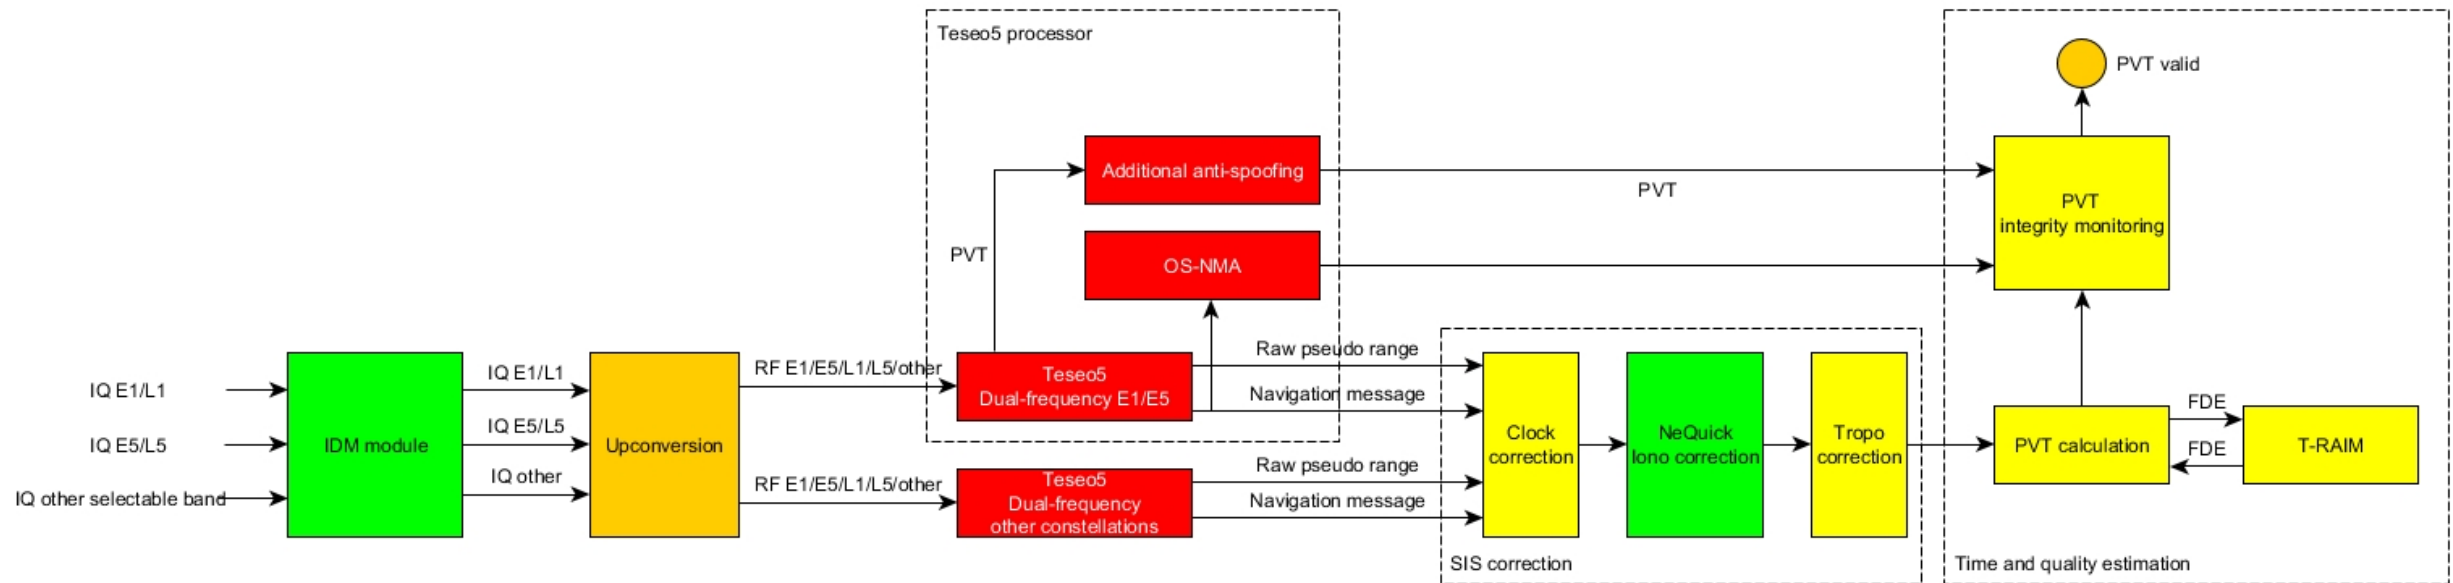 Teseo5 processor
PVT valid
Additional anti-spoofing
PVT
PVT
integrity monitoring
PVT
OS-NMA
IQ E1/L1
IQ E5/L5
IQ other selectable band
IDM module
IQ E1/L1
IQ E5/L5
IQ other
Upconversion
RF E1/E5/L1/L5/other
RF E1/E5/L1/L5/other
Teseo5
Dual-frequency E1/E5
Teseo5
Dual-frequency
other constellations
Raw pseudo range
Navigation message
Raw pseudo range
Navigation message
Clock
correction
NeQuick
Iono correction
Tropo
correction
SIS correction
PVT calculation
FDE
FDE
T-RAIM
Time and quality estimation